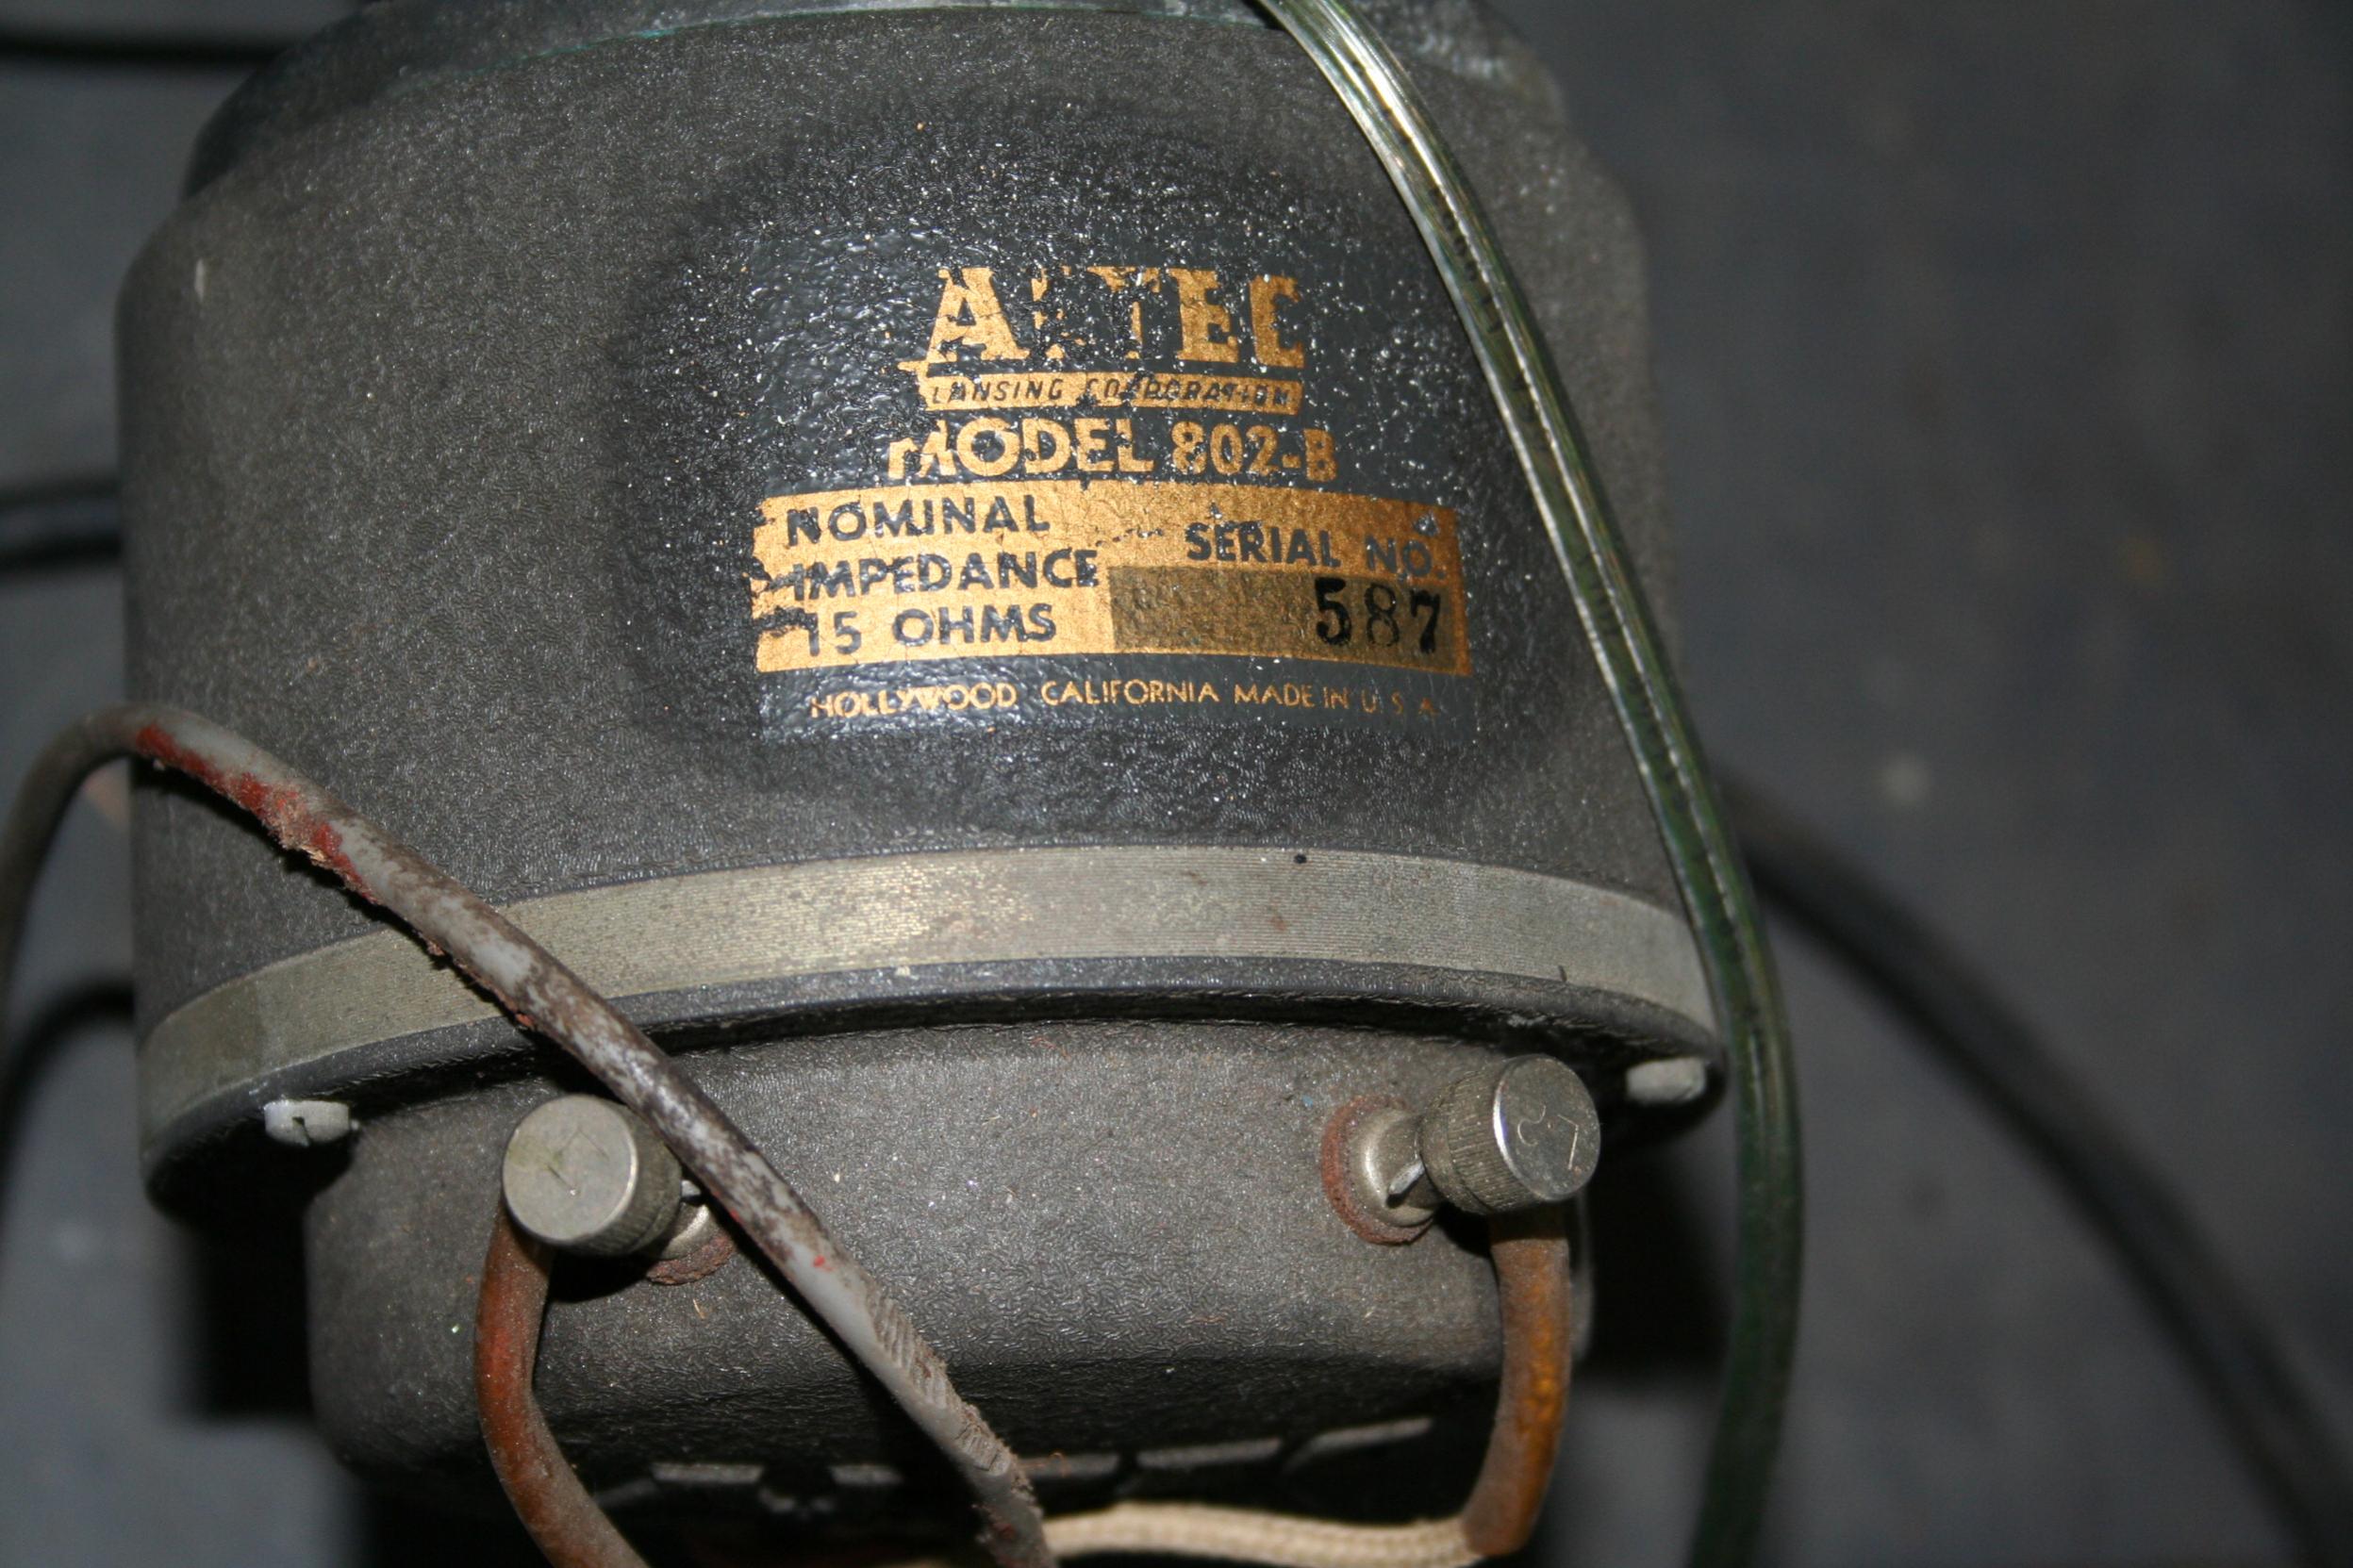 ALTEC
LANSING CORPORATION
MODEL 802-B
NOMINAL
IMPEDANCE
15 OHMS
SERIAL NO.
587
HOLLYWOOD CALIFORNIA MADE IN U.S.A.